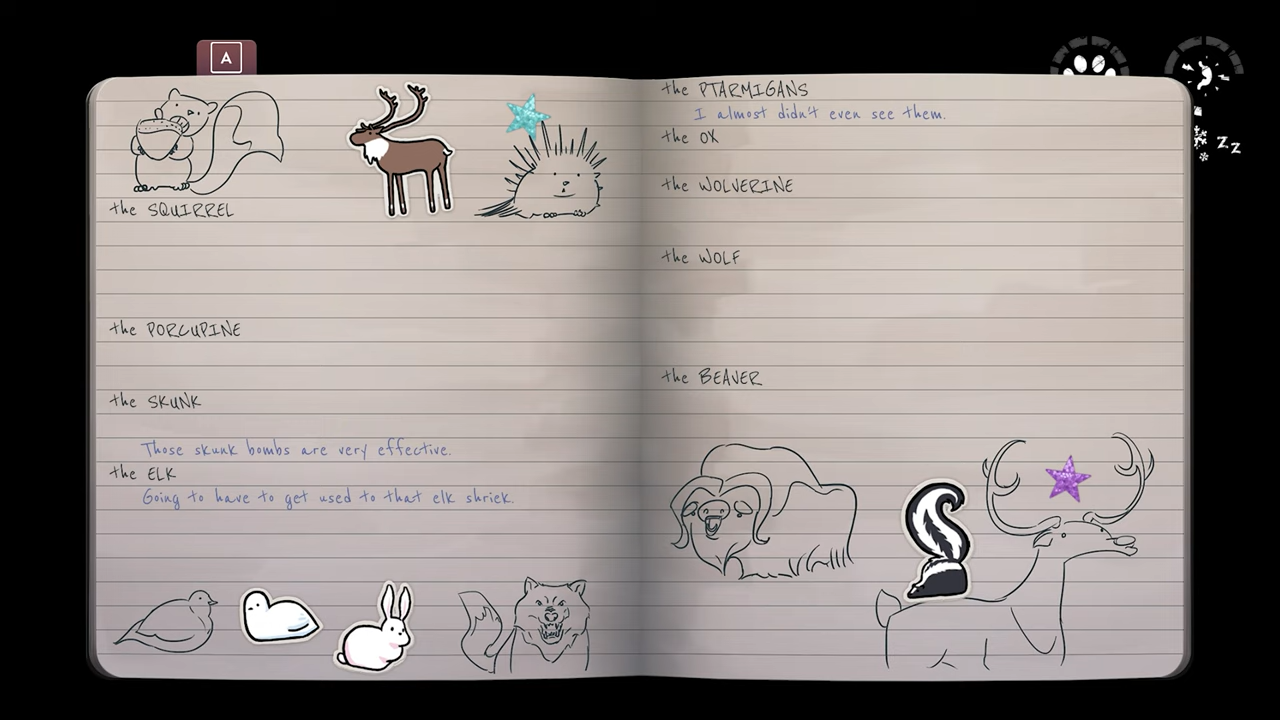 A
the SQUIRREL
the PORCUPINE
the SKUNK
Those skunk bombs are very effective.
the ELK
Going to have to get used to that elk shriek.
the PTARMIGANS
I almost didn't even see them.
the OX
the WOLVERINE
the WOLF
the BEAVER
z z